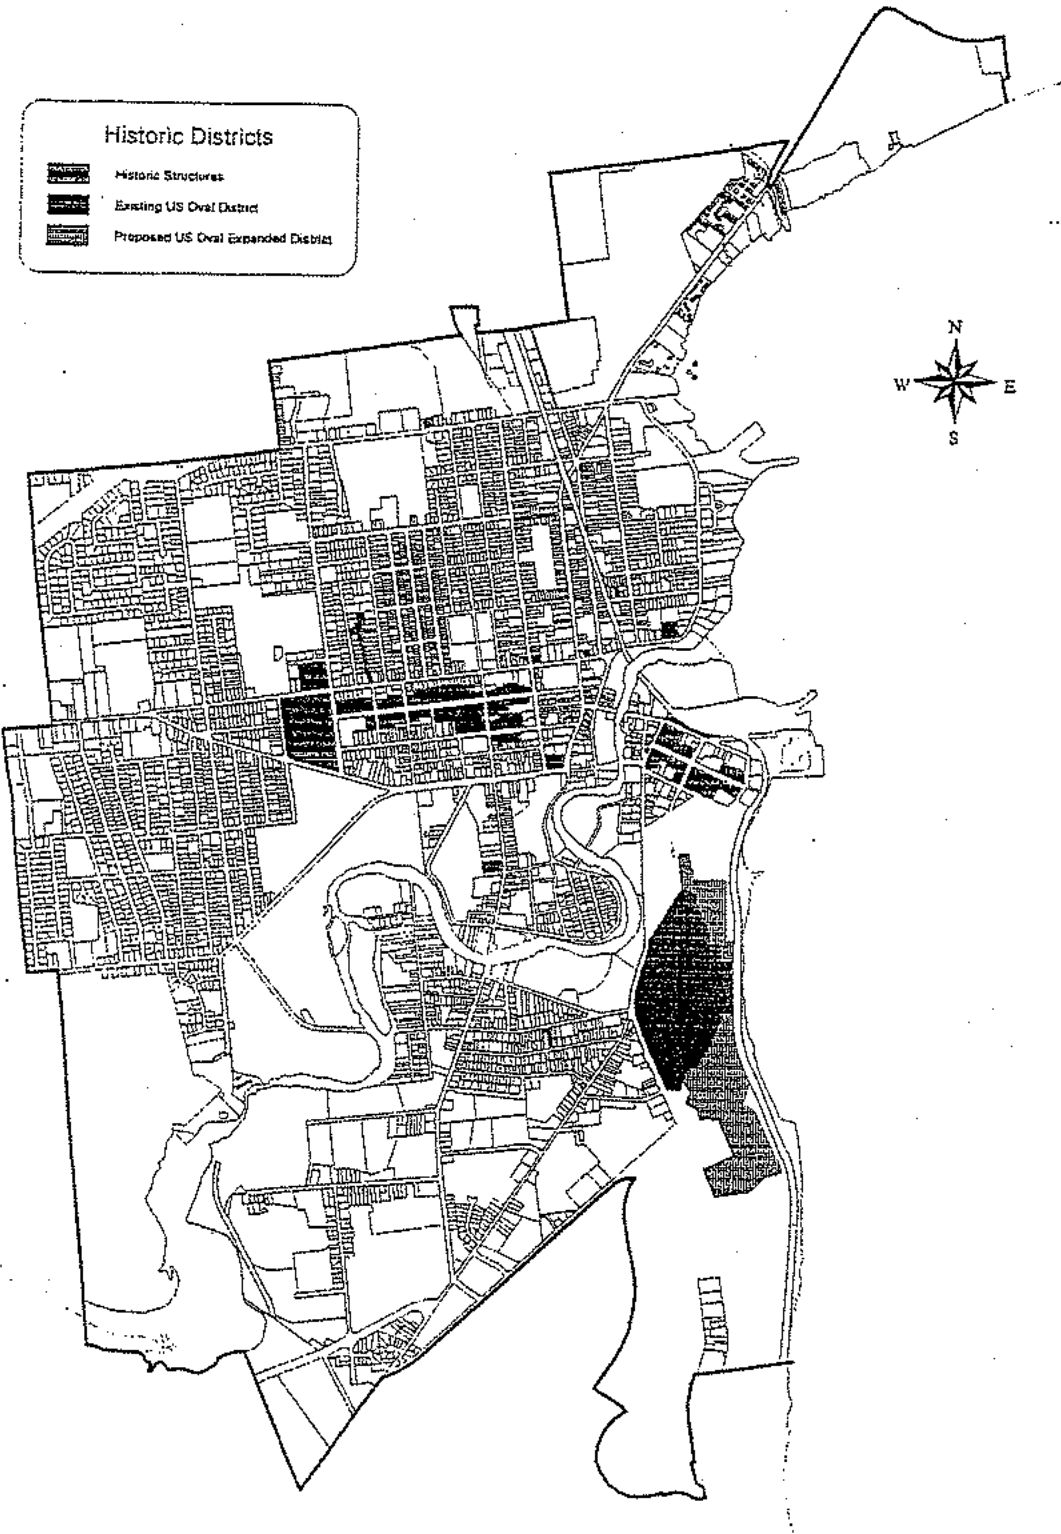 Historic Districts
Historic Structures
Existing US Oval District
Proposed US Oval Expanded District
N
W
E
S